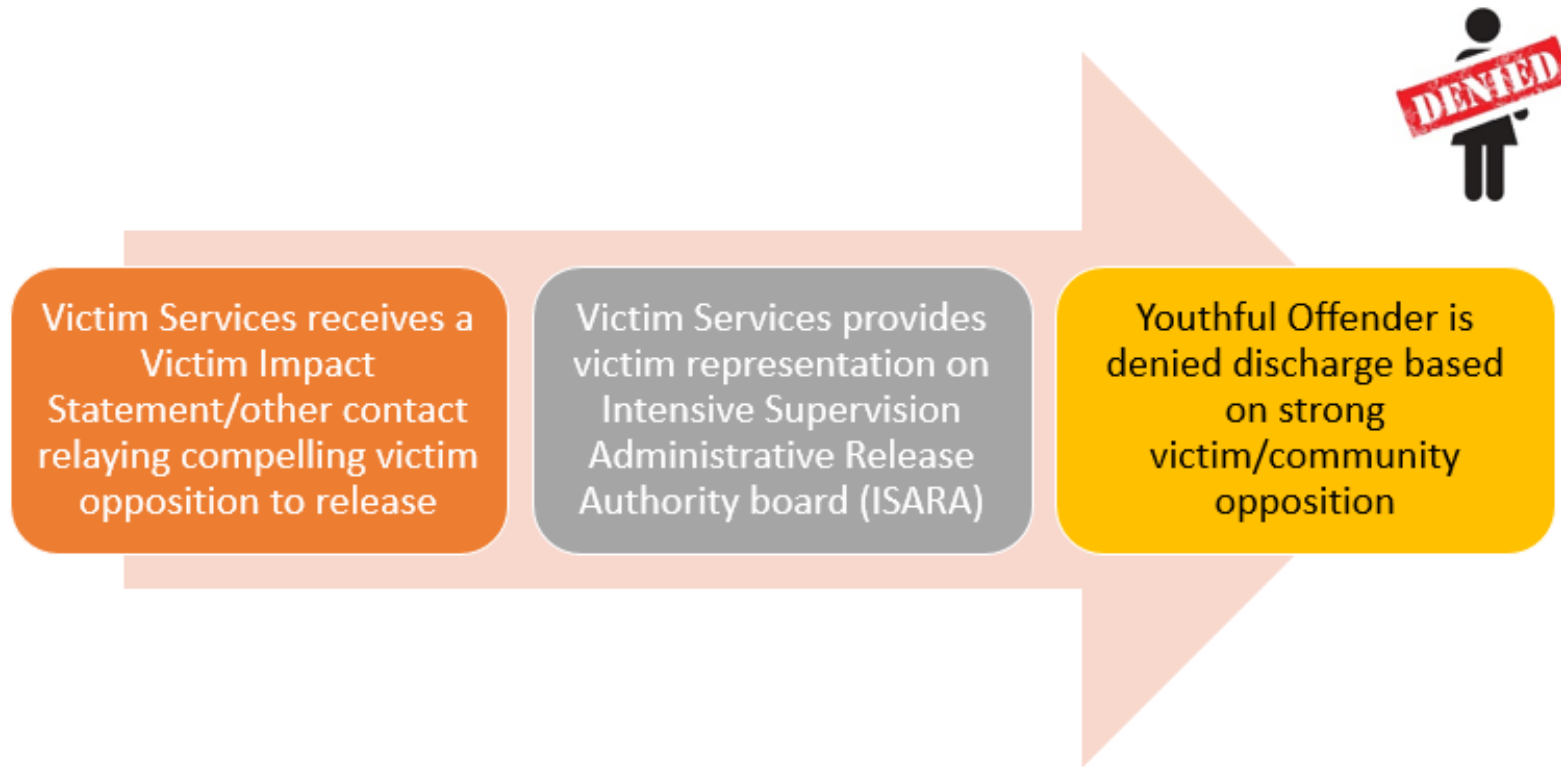 DENIED
Victim Services receives a
Victim Impact
Statement/other contact
relaying compelling victim
opposition to release
Victim Services provides
victim representation on
Intensive Supervision
Administrative Release
Authority board (ISARA)
Youthful Offender is
denied discharge based
on strong
victim/community
opposition